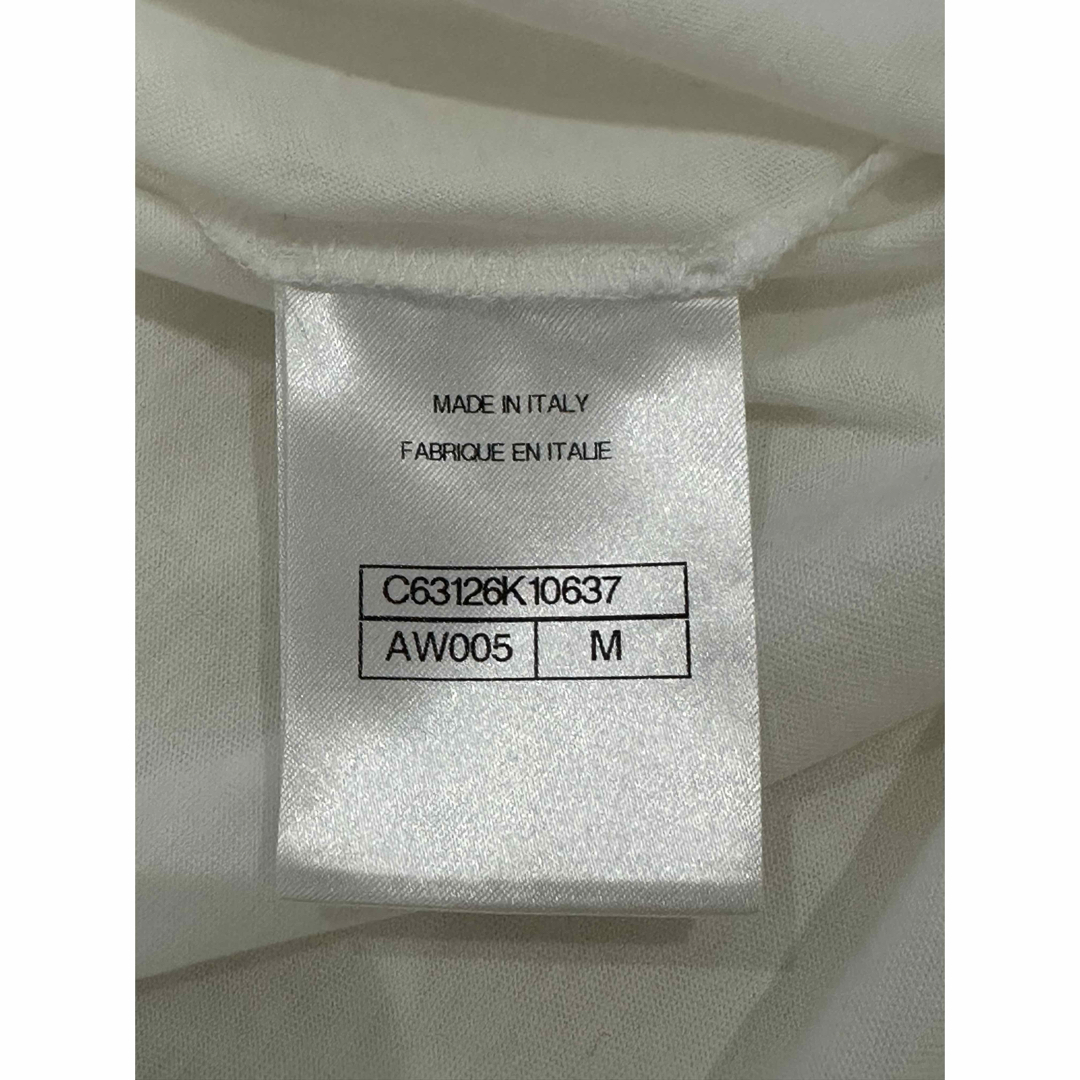 MADE IN ITALY
FABRIQUE EN ITALIE
C63126K10637
AW005 M